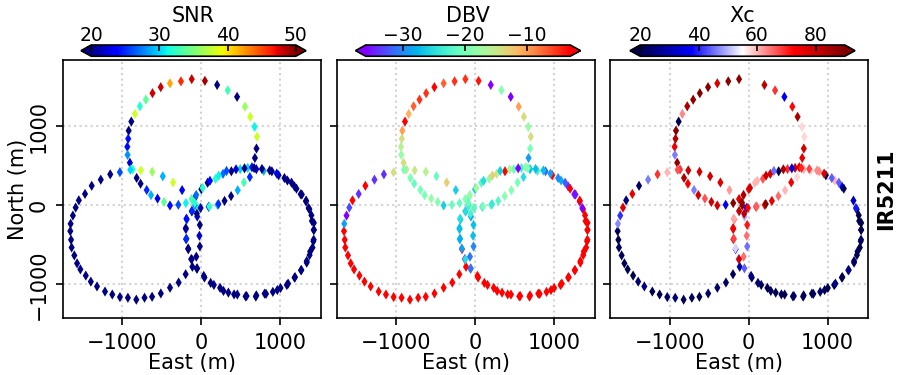 SNR
20 30 40 50
DBV
−30 −20 −10
Xc
20 40 60 80
North (m)
1000
0
−1000
−1000 0 1000
East (m)
−1000 0 1000
East (m)
−1000 0 1000
East (m)
IR5211